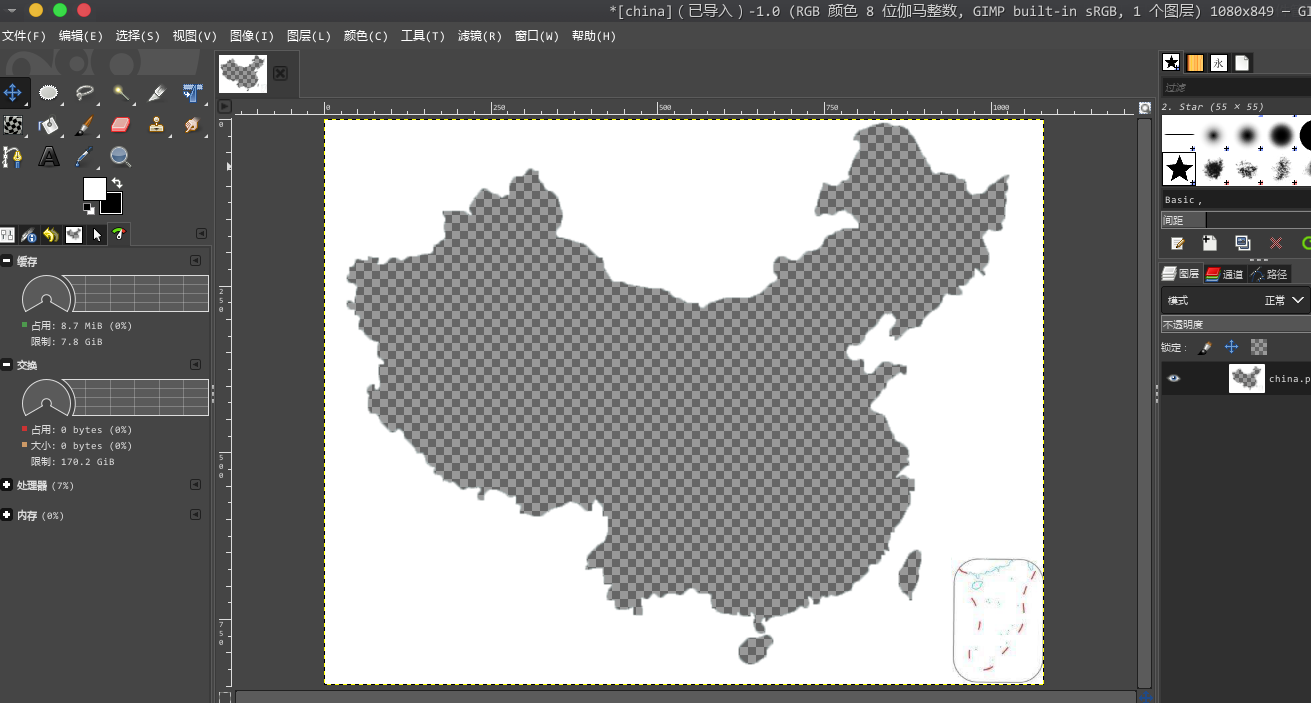 *[china] (已导入) -1.0 (RGB 颜色 8 位伽马整数, GIMP built-in sRGB, 1 个图层) 1080x849 –
文件(F) 编辑(E) 选择(S) 视图(V) 图像(I) 图层(L) 颜色(C) 工具(T) 滤镜(R) 窗口(W) 帮助(H)
过滤
2. Star (55 × 55)
0 250 500 750 1000
0
250
500
750
Basic ,
间距
缓存
占用: 8.7 MiB (0%)
限制: 7.8 GiB
交换
占用: 0 bytes (0%)
大小: 0 bytes (0%)
限制: 170.2 GiB
处理器 (7%)
内存 (0%)
图层 通道 路径
模式 正常
不透明度
锁定:
china.p